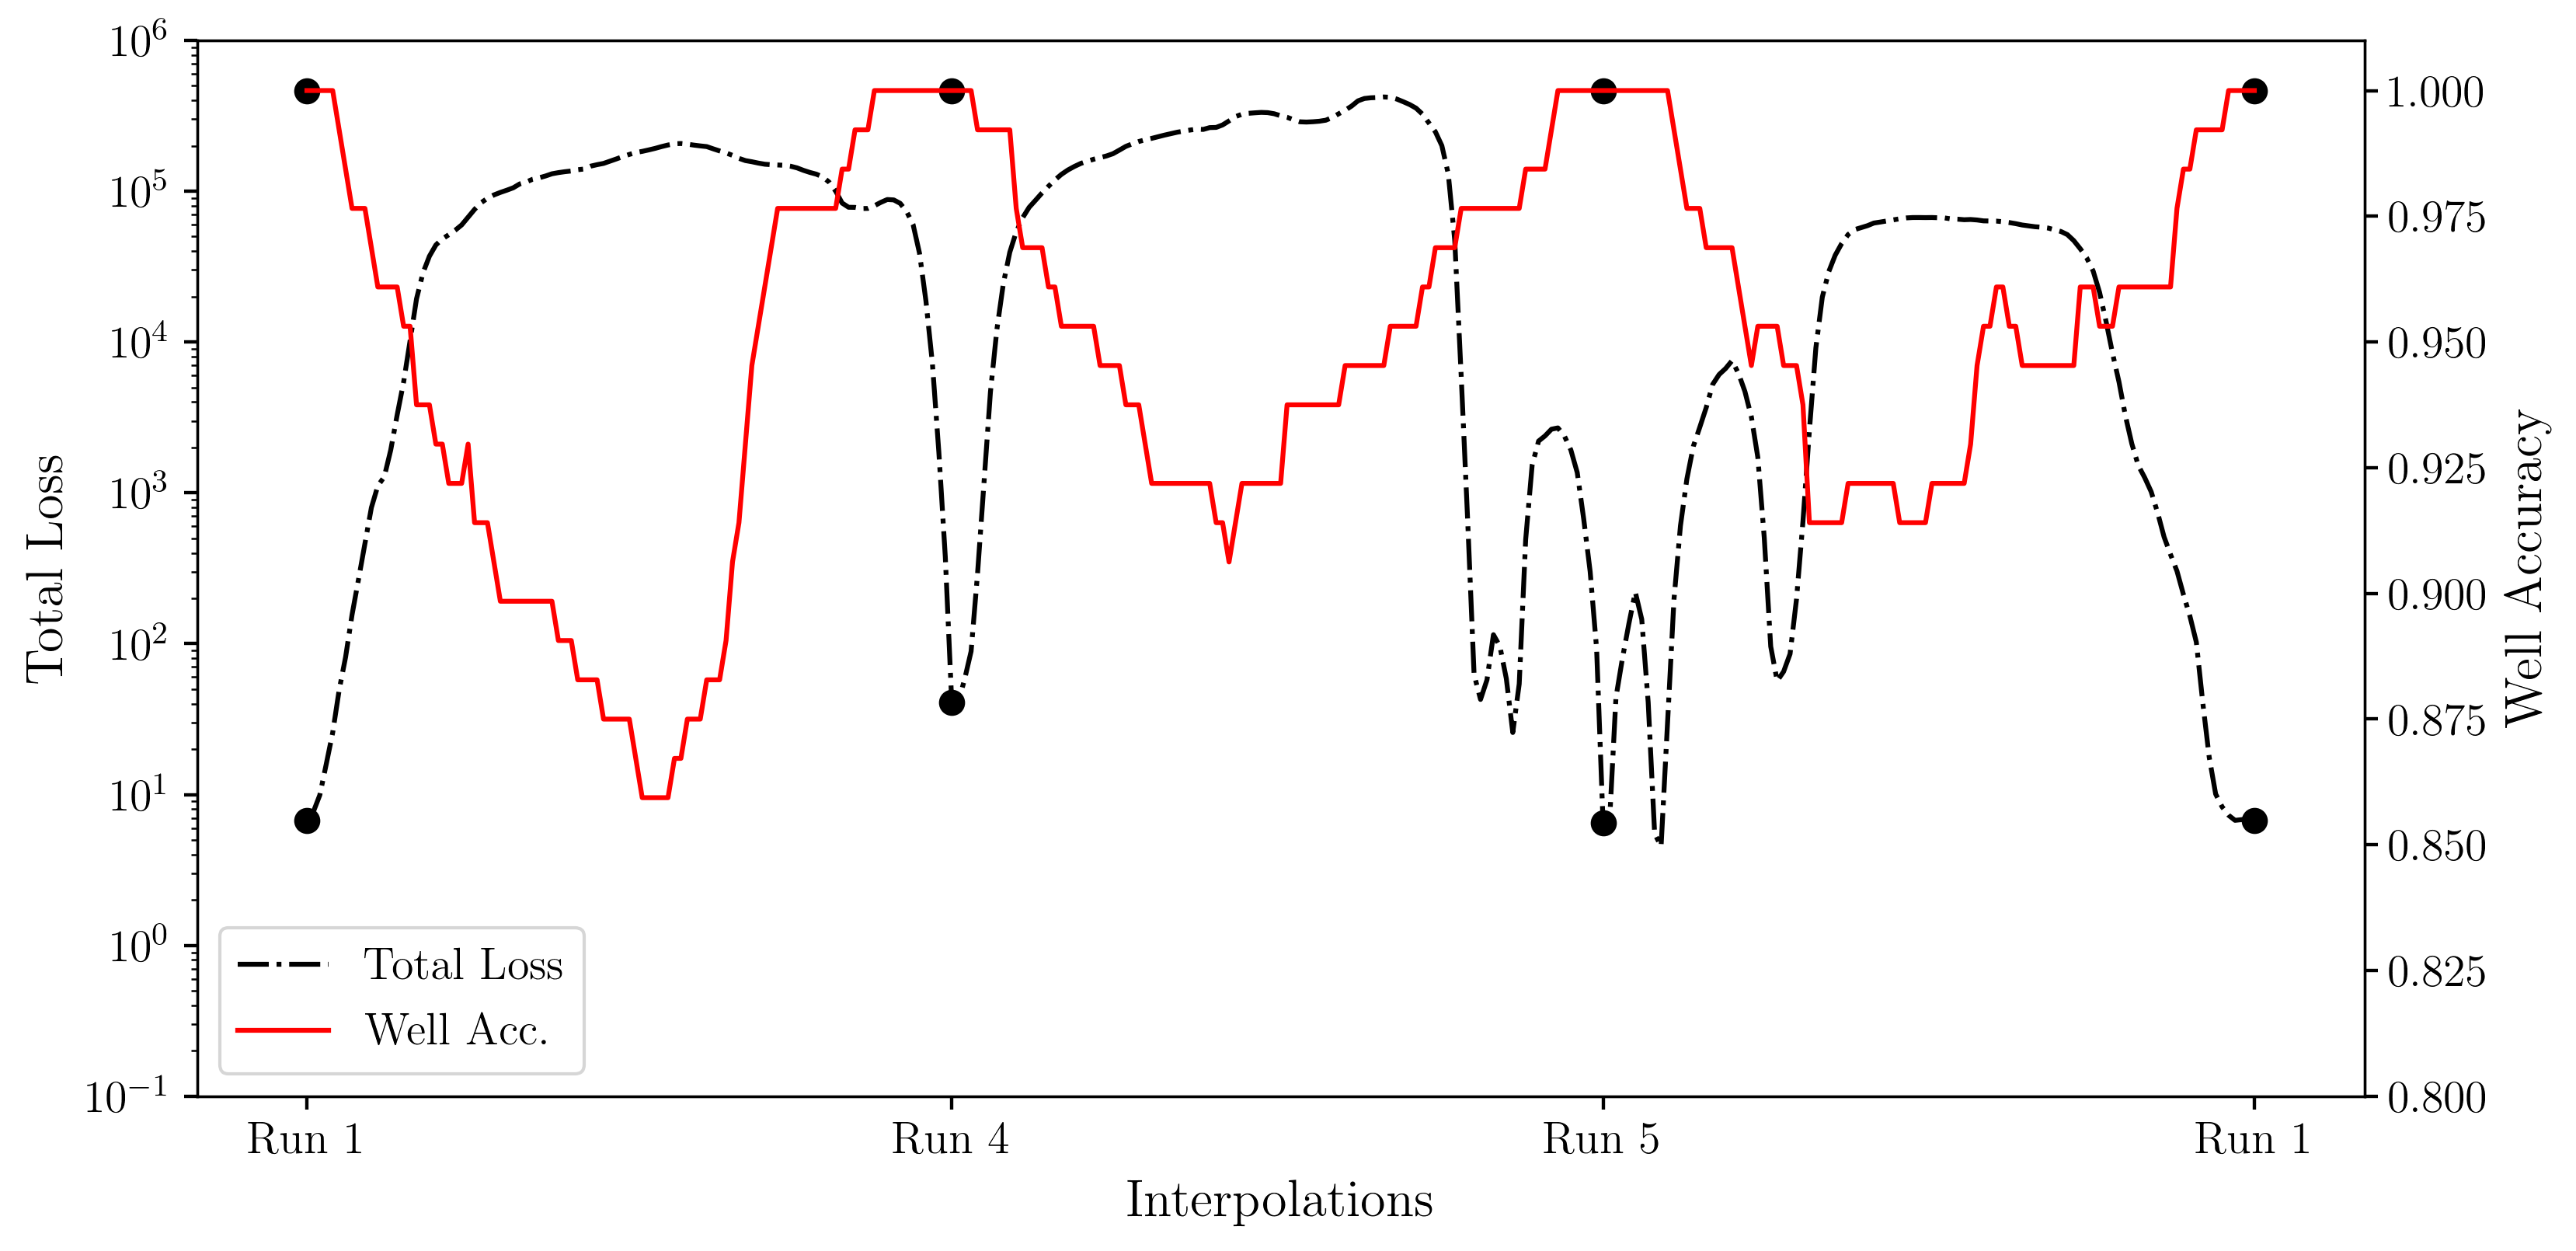 10^6
10^5
10^4
10^3
10^2
10^1
10^0
10^−1
Total Loss
1.000
0.975
0.950
0.925
0.900
0.875
0.850
0.825
0.800
Well Accuracy
Total Loss
Well Acc.
Run 1 Run 4 Run 5 Run 1
Interpolations